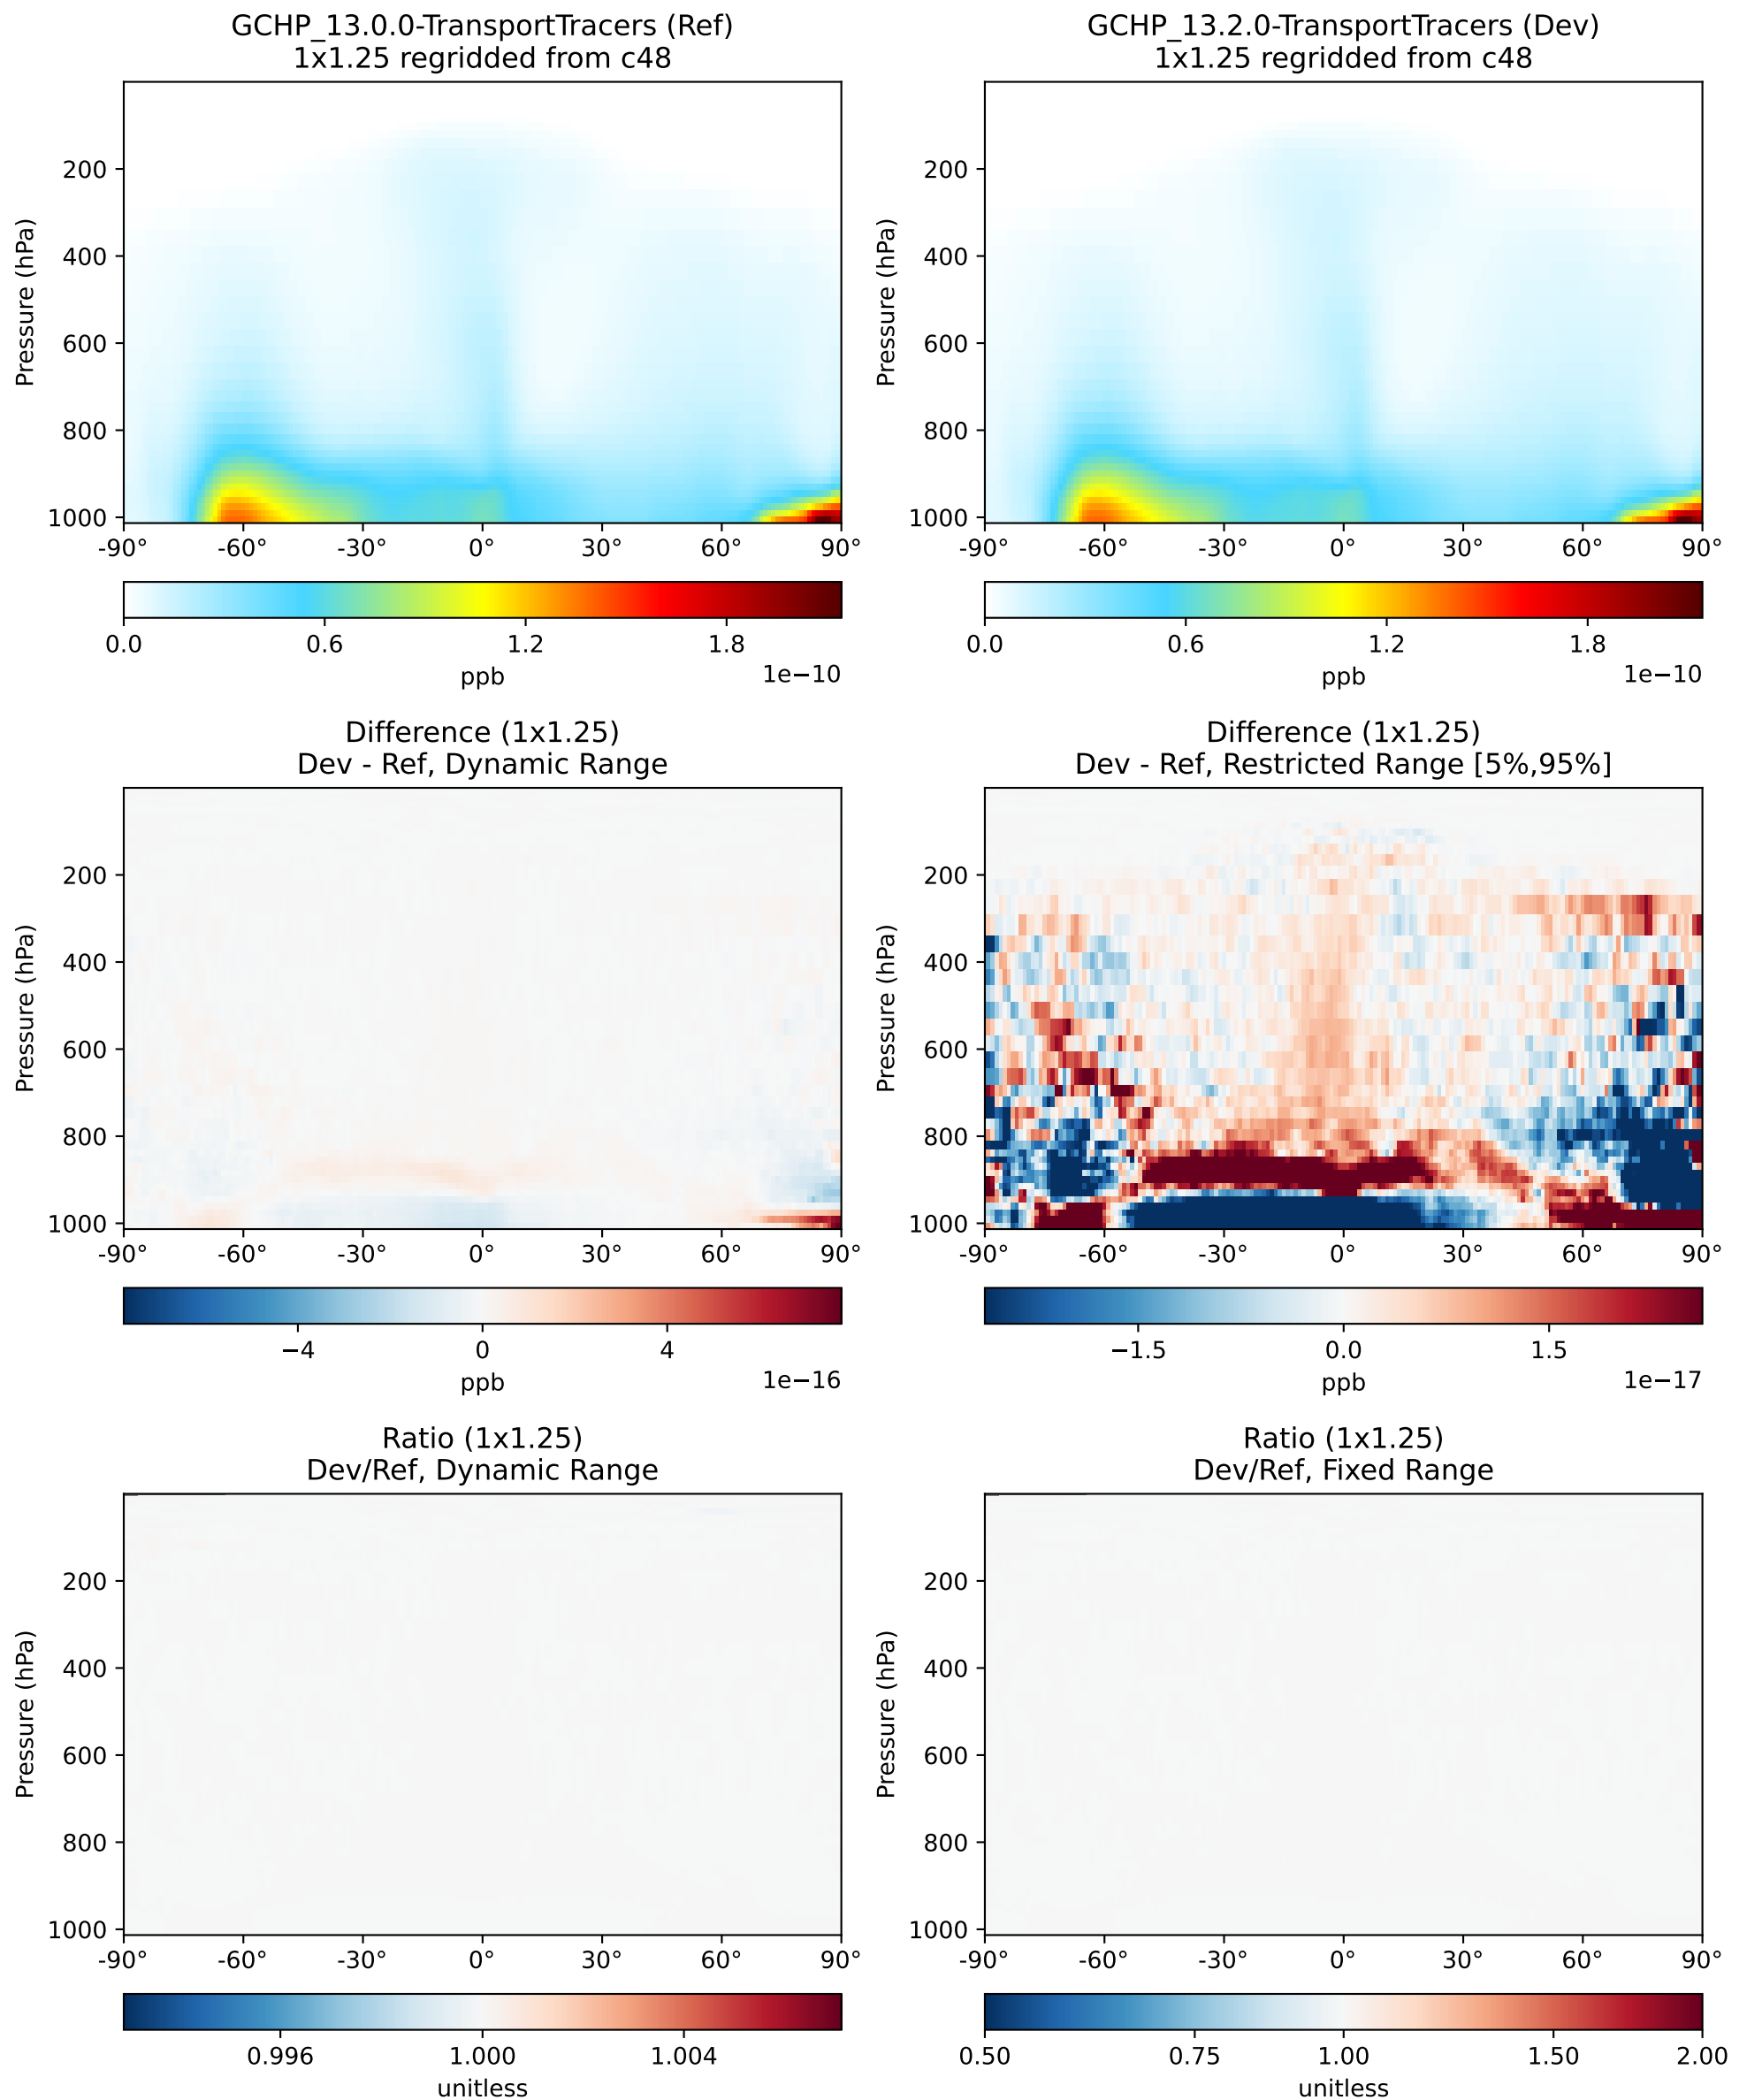 GCHP_13.0.0-TransportTracers (Ref)
1x1.25 regridded from c48
Pressure (hPa)
200
400
600
800
1000
-90° -60° -30° 0° 30° 60° 90°
0.0 0.6 1.2 1.8
ppb
1e−10
GCHP_13.2.0-TransportTracers (Dev)
1x1.25 regridded from c48
Pressure (hPa)
200
400
600
800
1000
-90° -60° -30° 0° 30° 60° 90°
0.0 0.6 1.2 1.8
ppb
1e−10
Difference (1x1.25)
Dev - Ref, Dynamic Range
Pressure (hPa)
200
400
600
800
1000
-90° -60° -30° 0° 30° 60° 90°
−4 0 4
ppb
1e−16
Difference (1x1.25)
Dev - Ref, Restricted Range [5%,95%]
Pressure (hPa)
200
400
600
800
1000
-90° -60° -30° 0° 30° 60° 90°
−1.5 0.0 1.5
ppb
1e−17
Ratio (1x1.25)
Dev/Ref, Dynamic Range
Pressure (hPa)
200
400
600
800
1000
-90° -60° -30° 0° 30° 60° 90°
0.996 1.000 1.004
unitless
Ratio (1x1.25)
Dev/Ref, Fixed Range
Pressure (hPa)
200
400
600
800
1000
-90° -60° -30° 0° 30° 60° 90°
0.50 0.75 1.00 1.50 2.00
unitless